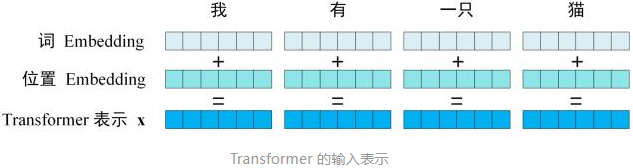 我 有 一只 猫
词 Embedding
+ + + +
位置 Embedding
= = = =
Transformer 表示 x
Transformer 的输入表示